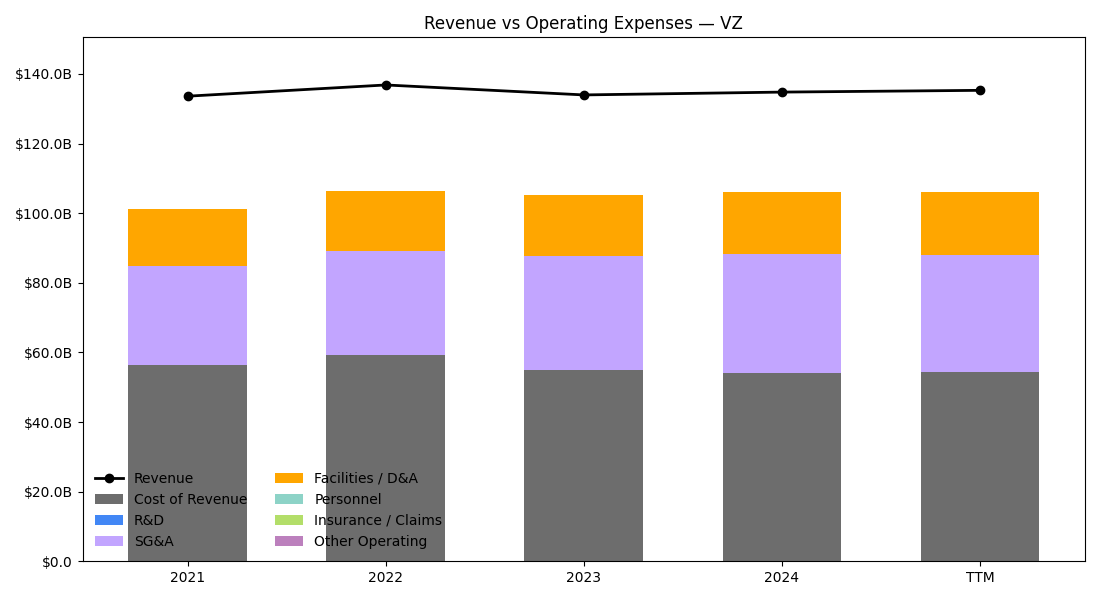 Revenue vs Operating Expenses — VZ
$140.0B
$120.0B
$100.0B
$80.0B
$60.0B
$40.0B
$20.0B
$0.0
Revenue
Cost of Revenue
R&D
SG&A
Facilities / D&A
Personnel
Insurance / Claims
Other Operating
2021
2022
2023
2024
TTM